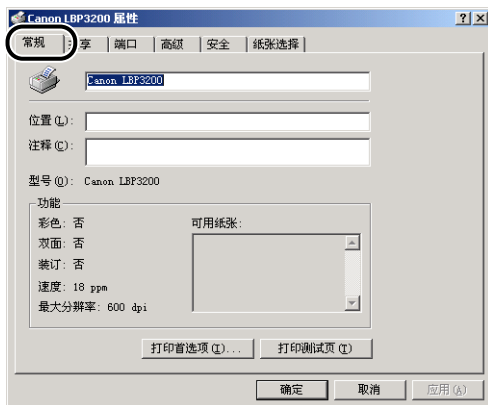 Canon LBP3200 属性
常规 享 端口 高级 安全 纸张选择
Canon LBP3200
位置(L):
注释(C):
型号(O): Canon LBP3200
功能
彩色: 否 可用纸张:
双面: 否
装订: 否
速度: 18 ppm
最大分辨率: 600 dpi
打印首选项(I)... 打印测试页(T)
确定 取消 应用(A)